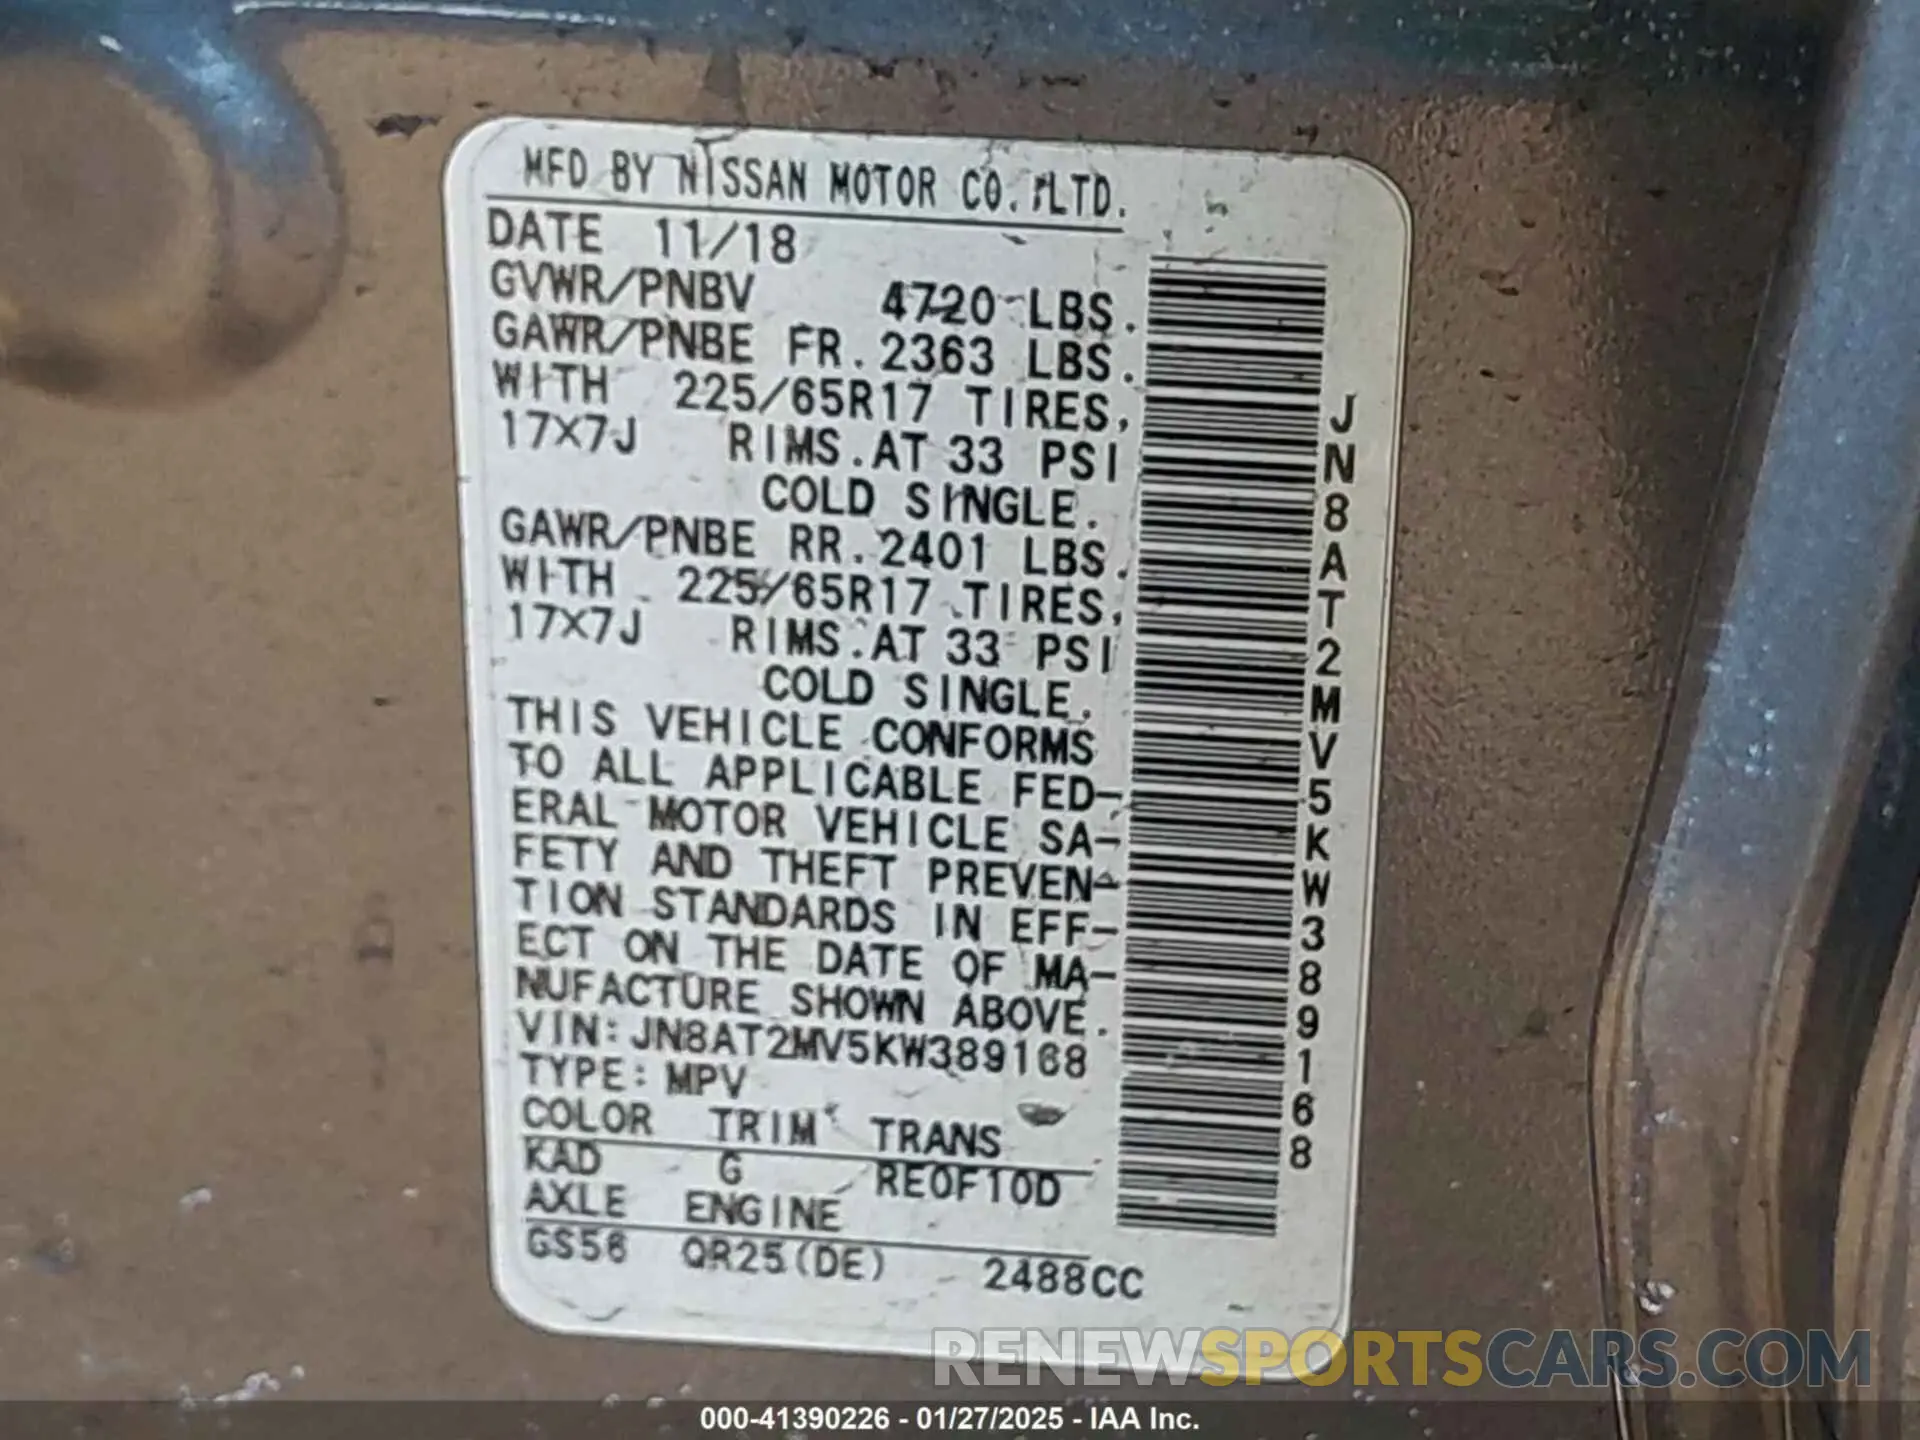 MFD BY NISSAN MOTOR CO.,LTD.
DATE 11/18
GVWR/PNBV 4720 LBS.
GAWR/PNBE FR. 2363 LBS.
WITH 225/65R17 TIRES,
17X7J RIMS.AT 33 PSI
COLD SINGLE.
GAWR/PNBE RR. 2401 LBS.
WITH 225/65R17 TIRES,
17X7J RIMS.AT 33 PSI
COLD SINGLE.
THIS VEHICLE CONFORMS
TO ALL APPLICABLE FED-
ERAL MOTOR VEHICLE SA-
FETY AND THEFT PREVEN-
TION STANDARDS IN EFF-
ECT ON THE DATE OF MA-
NUFACTURE SHOWN ABOVE.
VIN:JN8AT2MV5KW389168
TYPE:MPV
COLOR TRIM TRANS
KAD G RE0F10D
AXLE ENGINE
GS56 QR25(DE) 2488CC
JN8AT2MV5KW389168
RENEWSPORTSCARS.COM
000-41390226 - 01/27/2025 - IAA Inc.